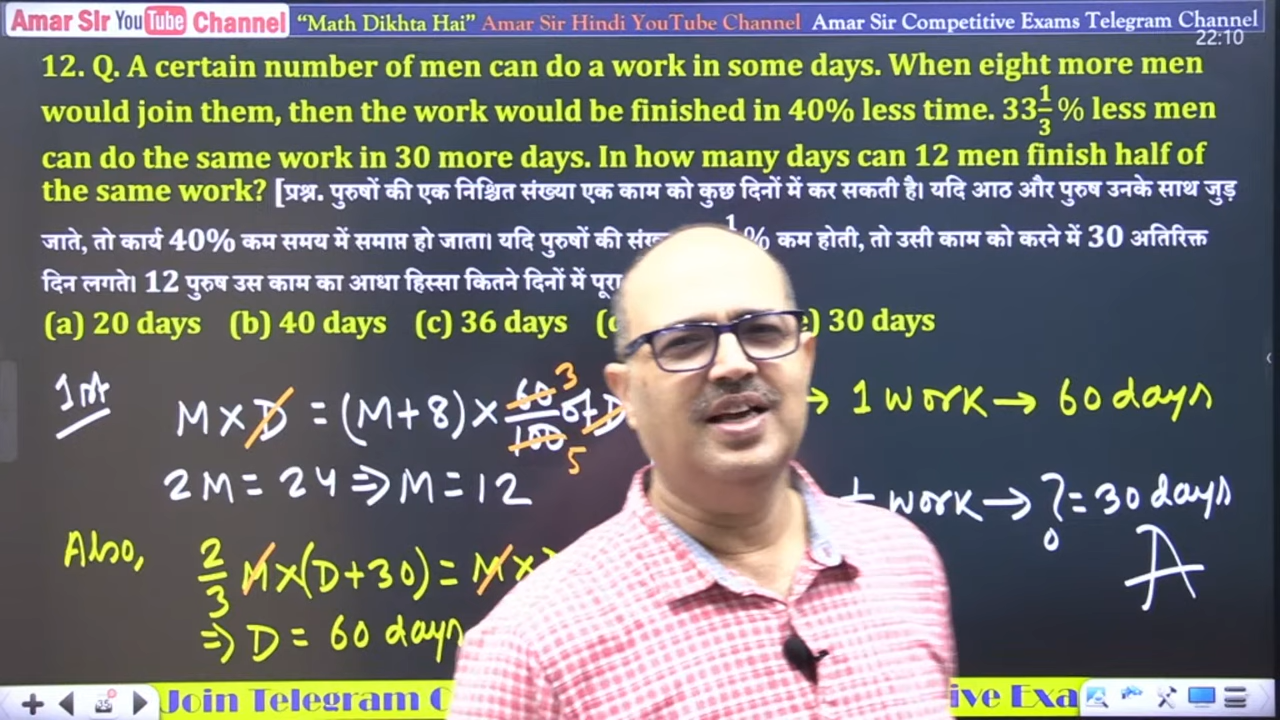 Amar Sir YouTube Channel "Math Dikhta Hai" Amar Sir Hindi YouTube Channel Amar Sir Competitive Exams Telegram Channel
22:10
12. Q. A certain number of men can do a work in some days. When eight more men
would join them, then the work would be finished in 40% less time. 33 1/3 % less men
can do the same work in 30 more days. In how many days can 12 men finish half of
the same work? [प्रश्न. पुरुषों की एक निश्चित संख्या एक काम को कुछ दिनों में कर सकती है। यदि आठ और पुरुष उनके साथ जुड़
जाते, तो कार्य 40% कम समय में समाप्त हो जाता। यदि पुरुषों की % कम होती, तो उसी काम को करने में 30 अतिरिक्त
दिन लगते। 12 पुरुष उस काम का आधा हिस्सा कितने दिनों में
(a) 20 days (b) 40 days (c) 36 days 30 days
1st
M×D = (M+8)× 60/100 of D
3
5
→ 1 work → 60 days
2M = 24 ⇒ M = 12
work → ? = 30 days
A
Also,
2/3 M×(D+30) = M×
⇒ D = 60 days
Join Telegram